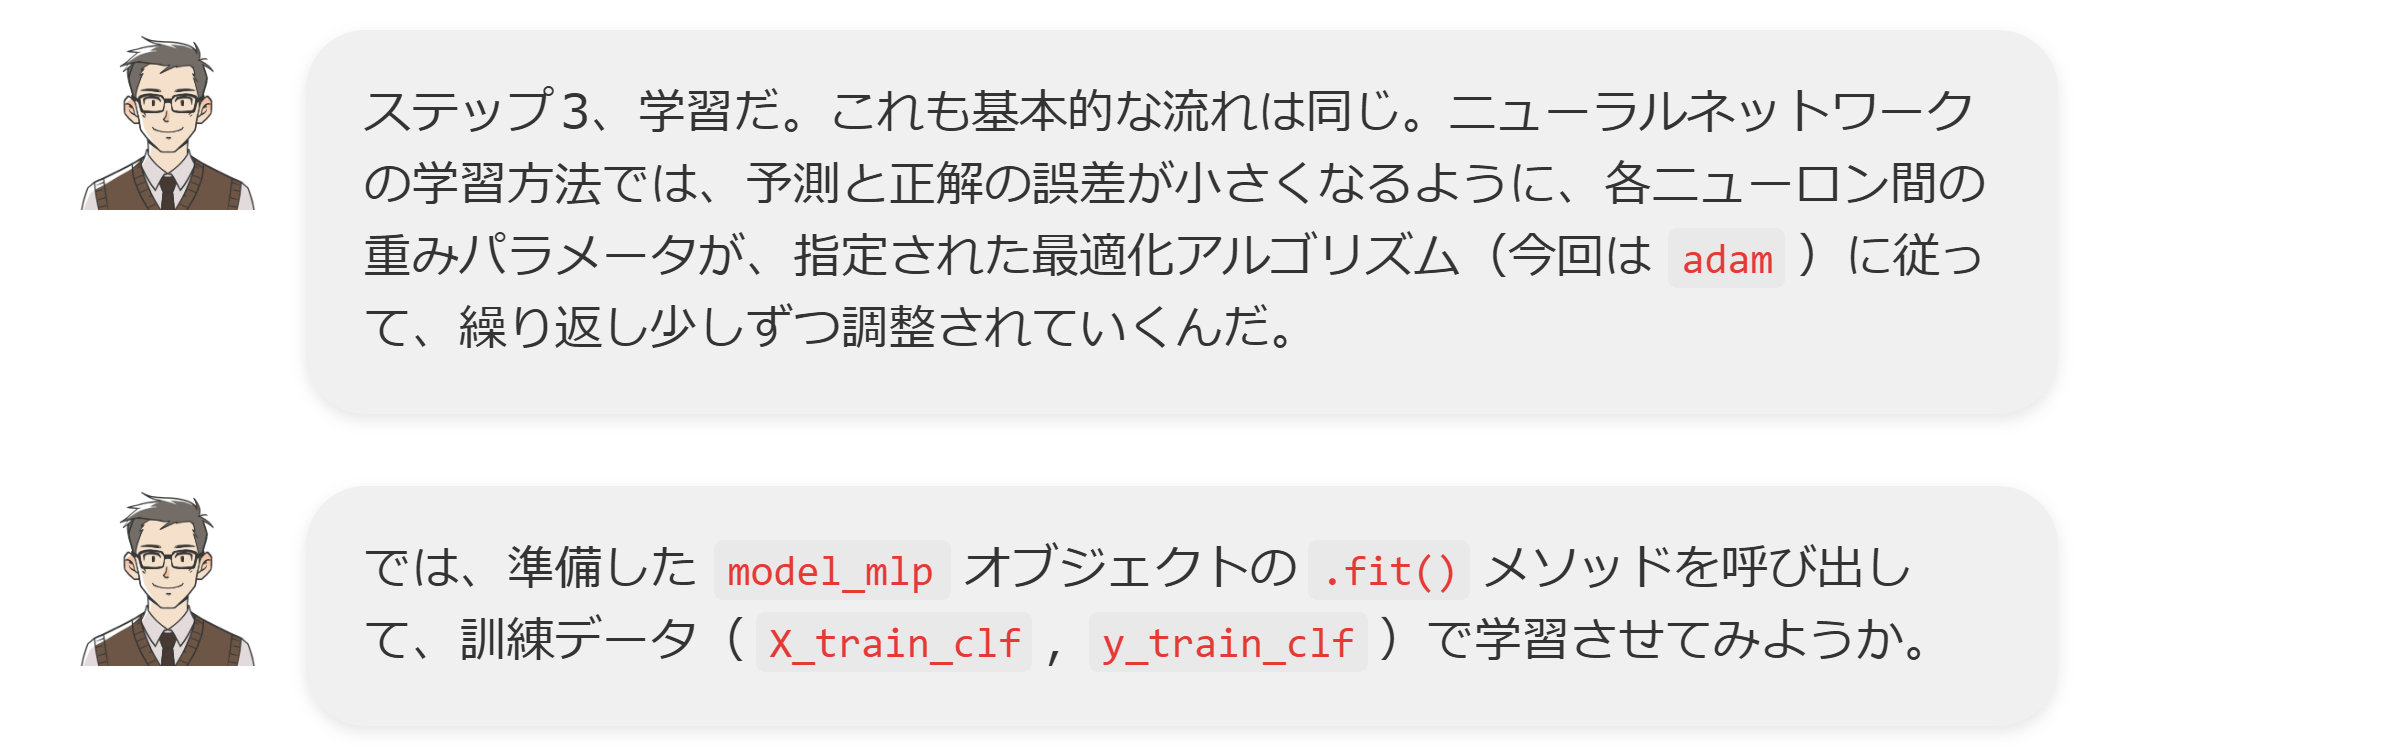 ステップ3、学習だ。これも基本的な流れは同じ。ニューラルネットワーク
の学習方法では、予測と正解の誤差が小さくなるように、各ニューロン間の
重みパラメータが、指定された最適化アルゴリズム（今回は adam ）に従っ
て、繰り返し少しずつ調整されていくんだ。
では、準備した model_mlp オブジェクトの .fit() メソッドを呼び出し
て、訓練データ（ X_train_clf , y_train_clf ）で学習させてみようか。